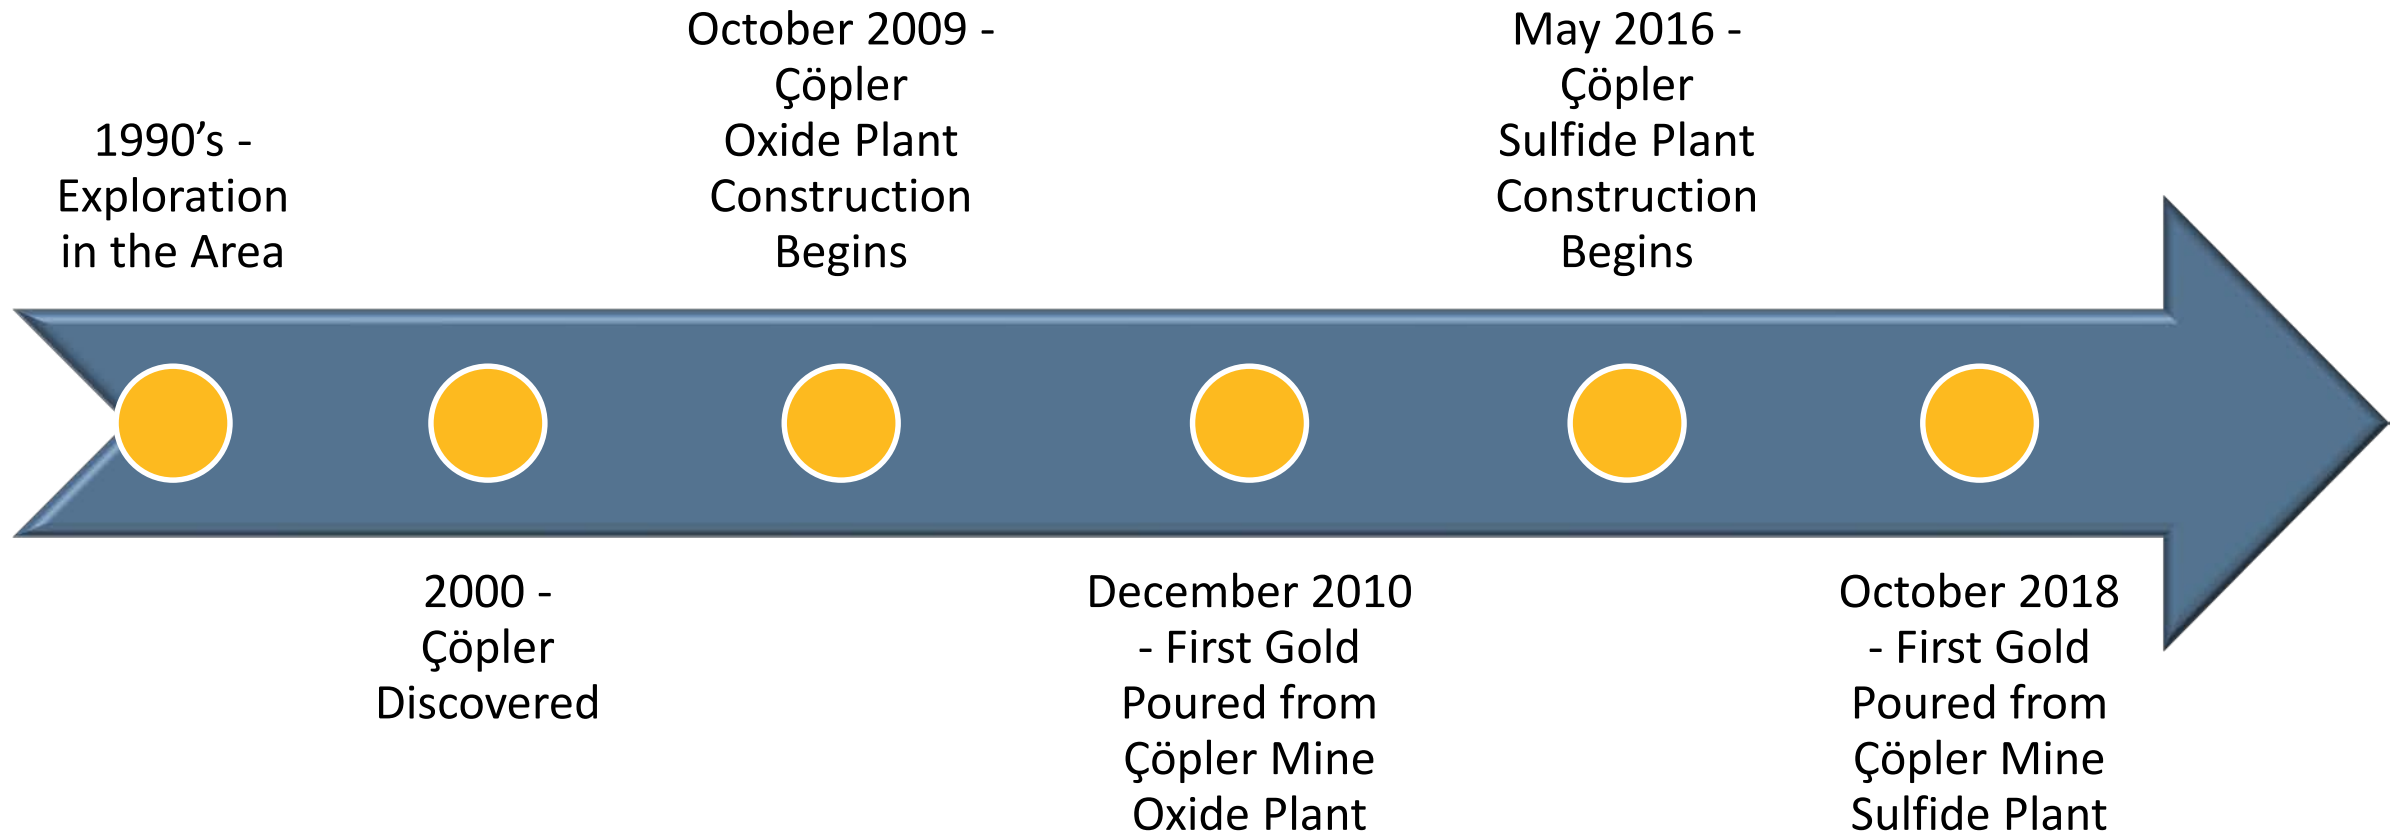 1990’s -
Exploration
in the Area
2000 -
Çöpler
Discovered
October 2009 -
Çöpler
Oxide Plant
Construction
Begins
December 2010
- First Gold
Poured from
Çöpler Mine
Oxide Plant
May 2016 -
Çöpler
Sulfide Plant
Construction
Begins
October 2018
- First Gold
Poured from
Çöpler Mine
Sulfide Plant